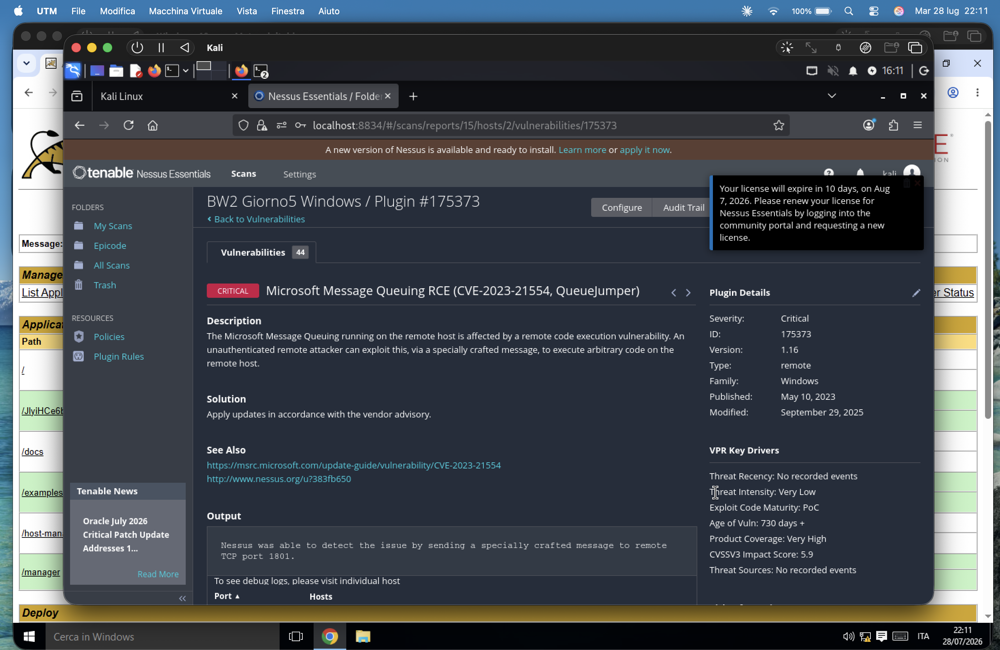 UTM File Modifica Macchina Virtuale Vista Finestra Aiuto 100% Mar 28 lug 22:11
Kali
16:11
Kali Linux
Nessus Essentials / Folder
localhost:8834/#/scans/reports/15/hosts/2/vulnerabilities/175373
A new version of Nessus is available and ready to install. Learn more or apply it now.
tenable Nessus Essentials Scans Settings kali
Your license will expire in 10 days, on Aug
7, 2026. Please renew your license for
Nessus Essentials by logging into the
community portal and requesting a new
license.
FOLDERS
My Scans
Epicode
All Scans
Trash
RESOURCES
Policies
Plugin Rules
Tenable News
Oracle July 2026
Critical Patch Update
Addresses 1...
Read More
BW2 Giorno5 Windows / Plugin #175373
Back to Vulnerabilities
Configure Audit Trail
Vulnerabilities 44
CRITICAL Microsoft Message Queuing RCE (CVE-2023-21554, QueueJumper)
Description
The Microsoft Message Queuing running on the remote host is affected by a remote code execution vulnerability. An
unauthenticated remote attacker can exploit this, via a specially crafted message, to execute arbitrary code on the
remote host.
Solution
Apply updates in accordance with the vendor advisory.
See Also
https://msrc.microsoft.com/update-guide/vulnerability/CVE-2023-21554
http://www.nessus.org/u?383fb650
Output
Nessus was able to detect the issue by sending a specially crafted message to remote
TCP port 1801.
To see debug logs, please visit individual host
Port ▲ Hosts
Plugin Details
Severity: Critical
ID: 175373
Version: 1.16
Type: remote
Family: Windows
Published: May 10, 2023
Modified: September 29, 2025
VPR Key Drivers
Threat Recency: No recorded events
Threat Intensity: Very Low
Exploit Code Maturity: PoC
Age of Vuln: 730 days +
Product Coverage: Very High
CVSSV3 Impact Score: 5.9
Threat Sources: No recorded events
E®
ION
Message:
Manage
List Appl
er Status
Applicat
Path
/
/JlyiHCe6
/docs
/examples
/host-man
/manager
Deploy
Cerca in Windows
ITA
22:11
28/07/2026